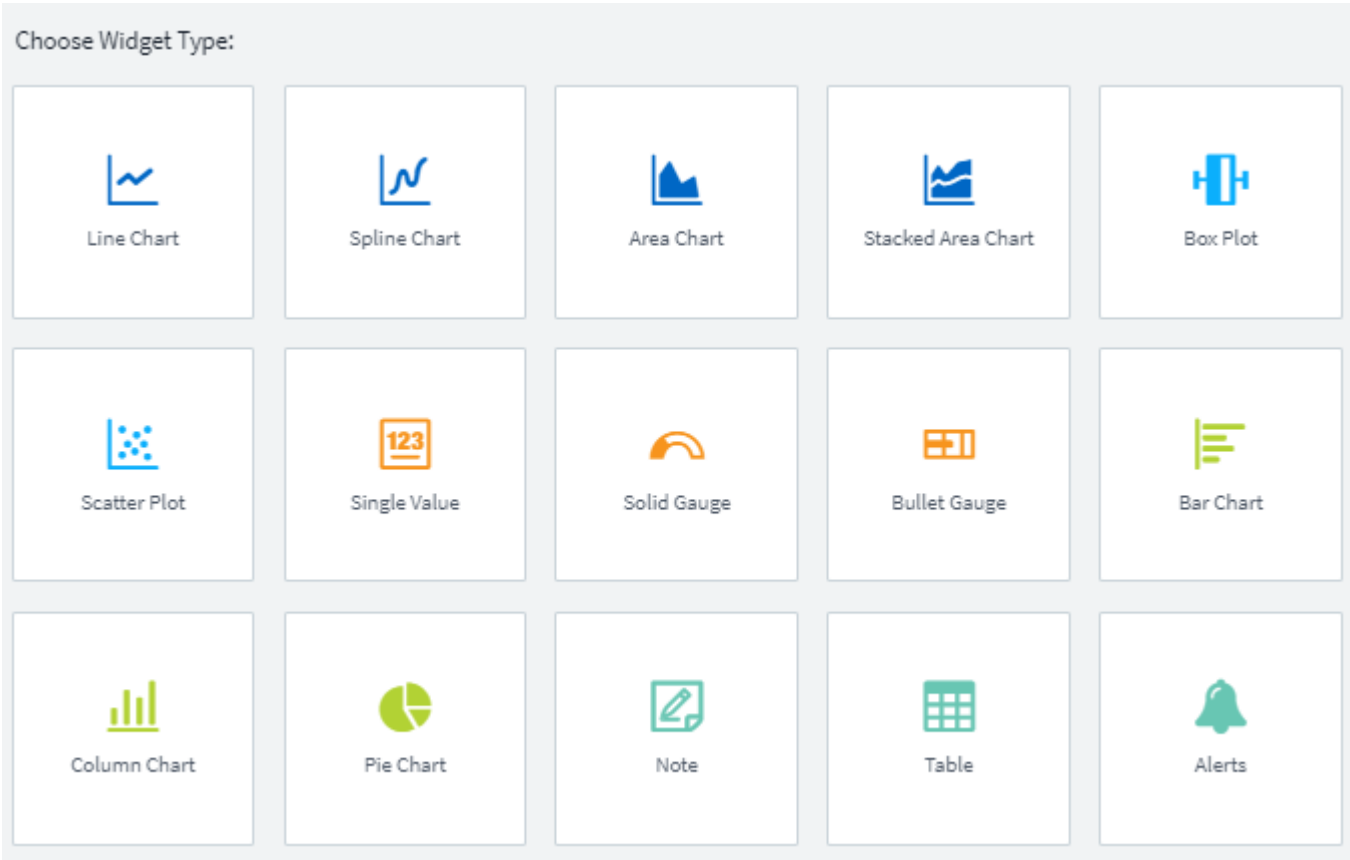 Choose Widget Type:
Line Chart
Spline Chart
Area Chart
Stacked Area Chart
Box Plot
Scatter Plot
123
Single Value
Solid Gauge
Bullet Gauge
Bar Chart
Column Chart
Pie Chart
Note
Table
Alerts